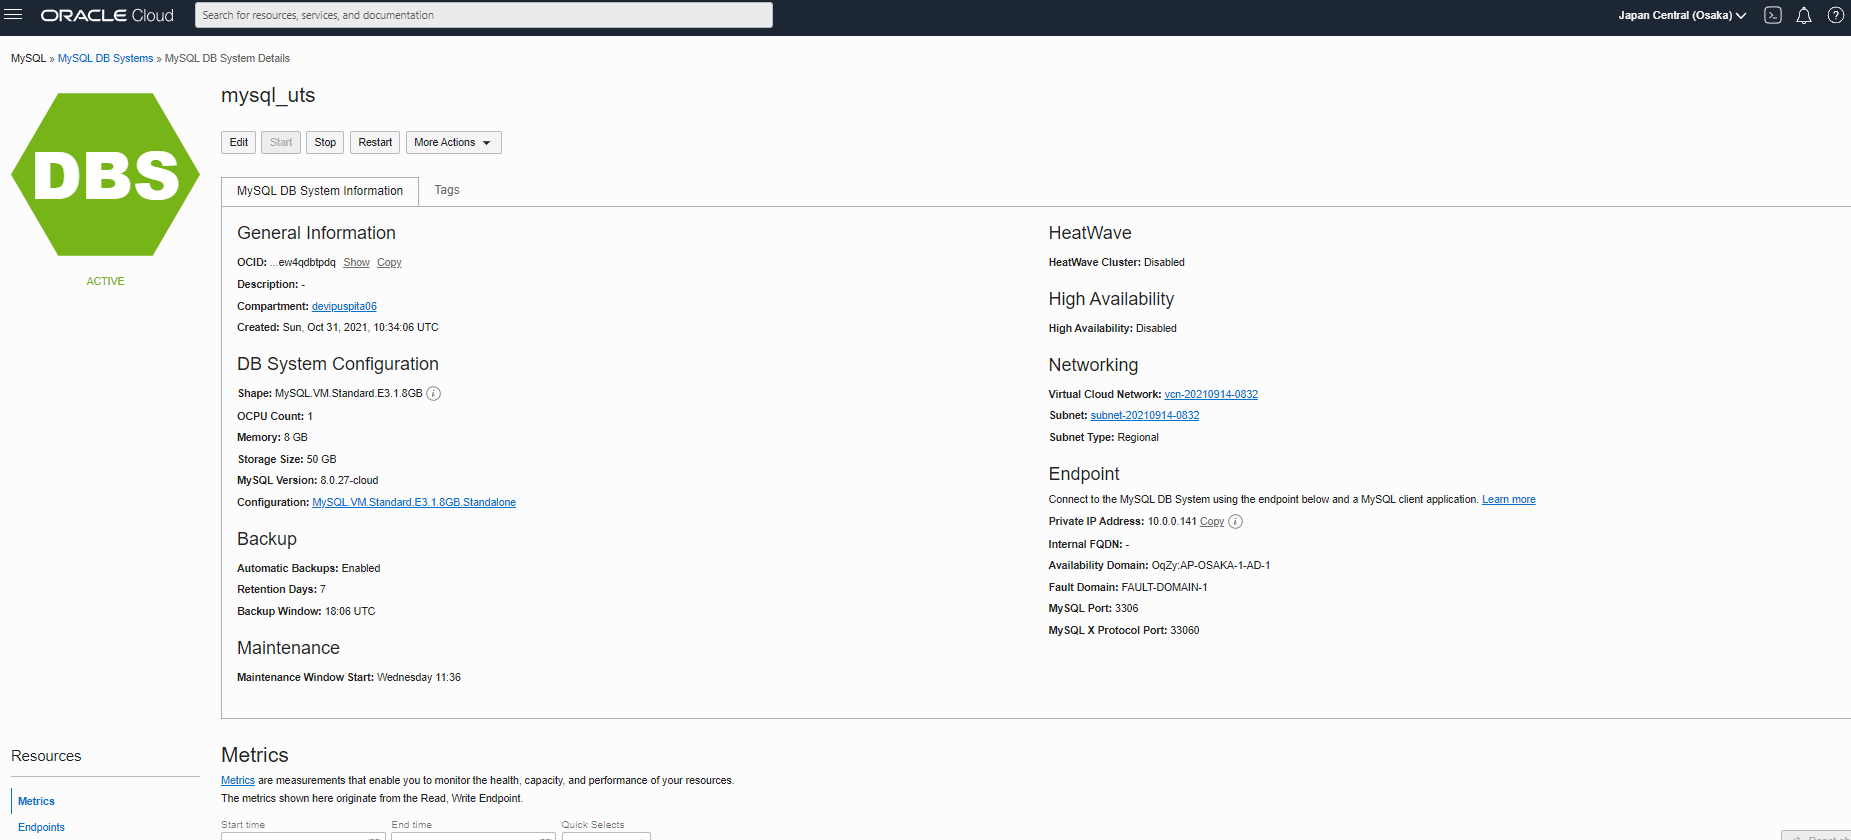 ORACLE Cloud
Search for resources, services, and documentation
Japan Central (Osaka)
MySQL » MySQL DB Systems » MySQL DB System Details
DBS
ACTIVE
mysql_uts
Edit Start Stop Restart More Actions
MySQL DB System Information Tags
General Information
OCID: ...ew4qdbtpdq Show Copy
Description: -
Compartment: devipuspita06
Created: Sun, Oct 31, 2021, 10:34:06 UTC
DB System Configuration
Shape: MySQL.VM.Standard.E3.1.8GB
OCPU Count: 1
Memory: 8 GB
Storage Size: 50 GB
MySQL Version: 8.0.27-cloud
Configuration: MySQL.VM.Standard.E3.1.8GB.Standalone
Backup
Automatic Backups: Enabled
Retention Days: 7
Backup Window: 18:06 UTC
Maintenance
Maintenance Window Start: Wednesday 11:36
HeatWave
HeatWave Cluster: Disabled
High Availability
High Availability: Disabled
Networking
Virtual Cloud Network: vcn-20210914-0832
Subnet: subnet-20210914-0832
Subnet Type: Regional
Endpoint
Connect to the MySQL DB System using the endpoint below and a MySQL client application. Learn more
Private IP Address: 10.0.0.141 Copy
Internal FQDN: -
Availability Domain: OqZy:AP-OSAKA-1-AD-1
Fault Domain: FAULT-DOMAIN-1
MySQL Port: 3306
MySQL X Protocol Port: 33060
Resources
Metrics
Endpoints
Metrics
Metrics are measurements that enable you to monitor the health, capacity, and performance of your resources.
The metrics shown here originate from the Read, Write Endpoint.
Start time End time Quick Selects